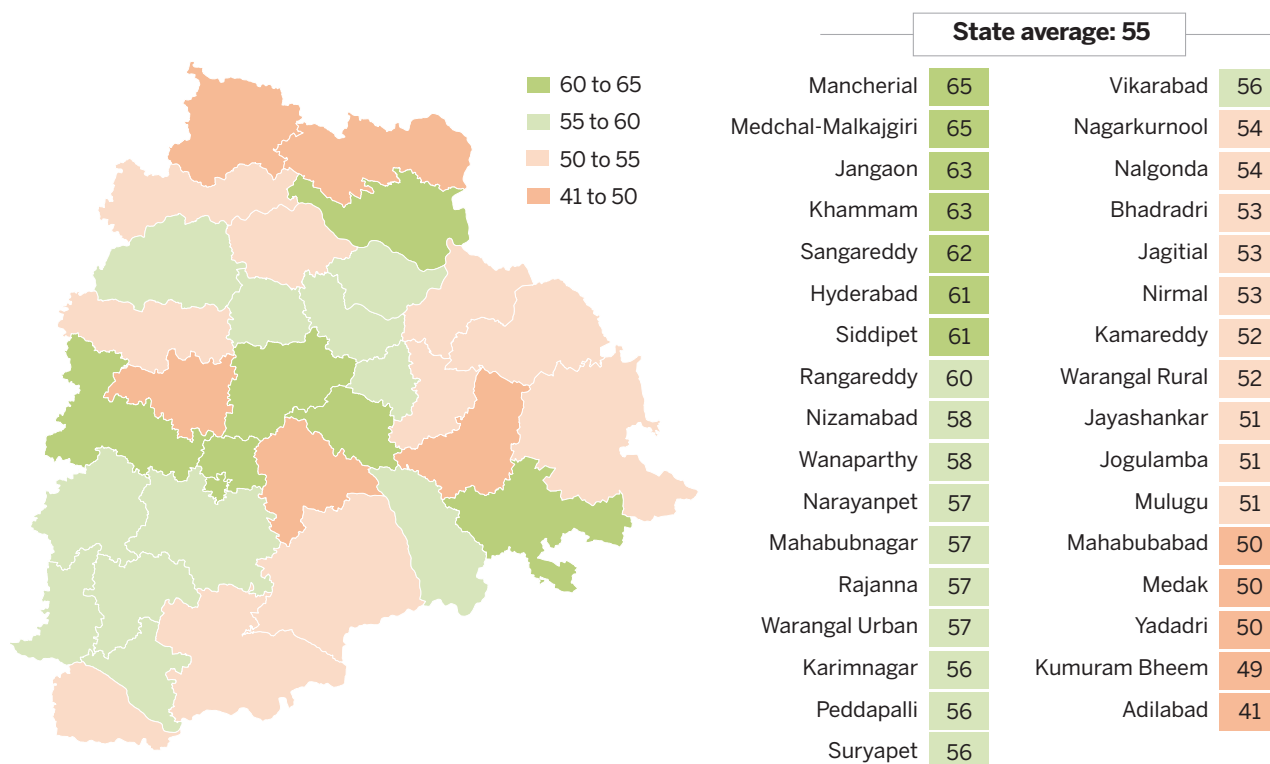 State average: 55
60 to 65
55 to 60
50 to 55
41 to 50
Mancherial 65
Medchal-Malkajgiri 65
Jangaon 63
Khammam 63
Sangareddy 62
Hyderabad 61
Siddipet 61
Rangareddy 60
Nizamabad 58
Wanaparthy 58
Narayanpet 57
Mahabubnagar 57
Rajanna 57
Warangal Urban 57
Karimnagar 56
Peddapalli 56
Suryapet 56
Vikarabad 56
Nagarkurnool 54
Nalgonda 54
Bhadradri 53
Jagitial 53
Nirmal 53
Kamareddy 52
Warangal Rural 52
Jayashankar 51
Jogulamba 51
Mulugu 51
Mahabubabad 50
Medak 50
Yadadri 50
Kumuram Bheem 49
Adilabad 41